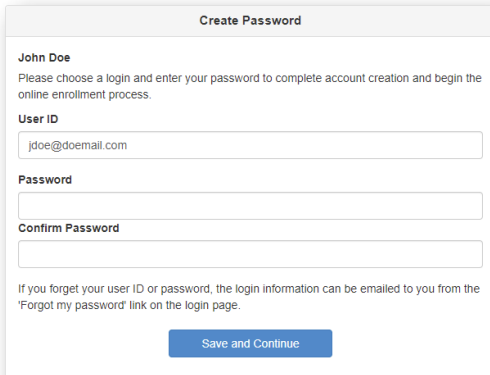 Create Password
John Doe
Please choose a login and enter your password to complete account creation and begin the
online enrollment process.
User ID
jdoe@doemail.com
Password
Confirm Password
If you forget your user ID or password, the login information can be emailed to you from the
'Forgot my password' link on the login page.
Save and Continue